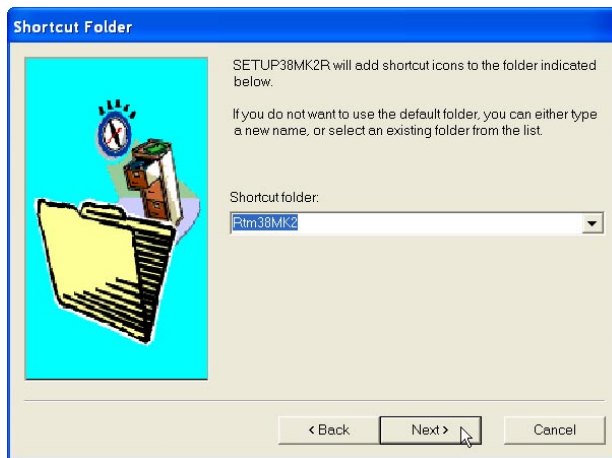 Shortcut Folder
SETUP38MK2R will add shortcut icons to the folder indicated
below.
If you do not want to use the default folder, you can either type
a new name, or select an existing folder from the list.
Shortcut folder:
Rtm38MK2
< Back
Next >
Cancel